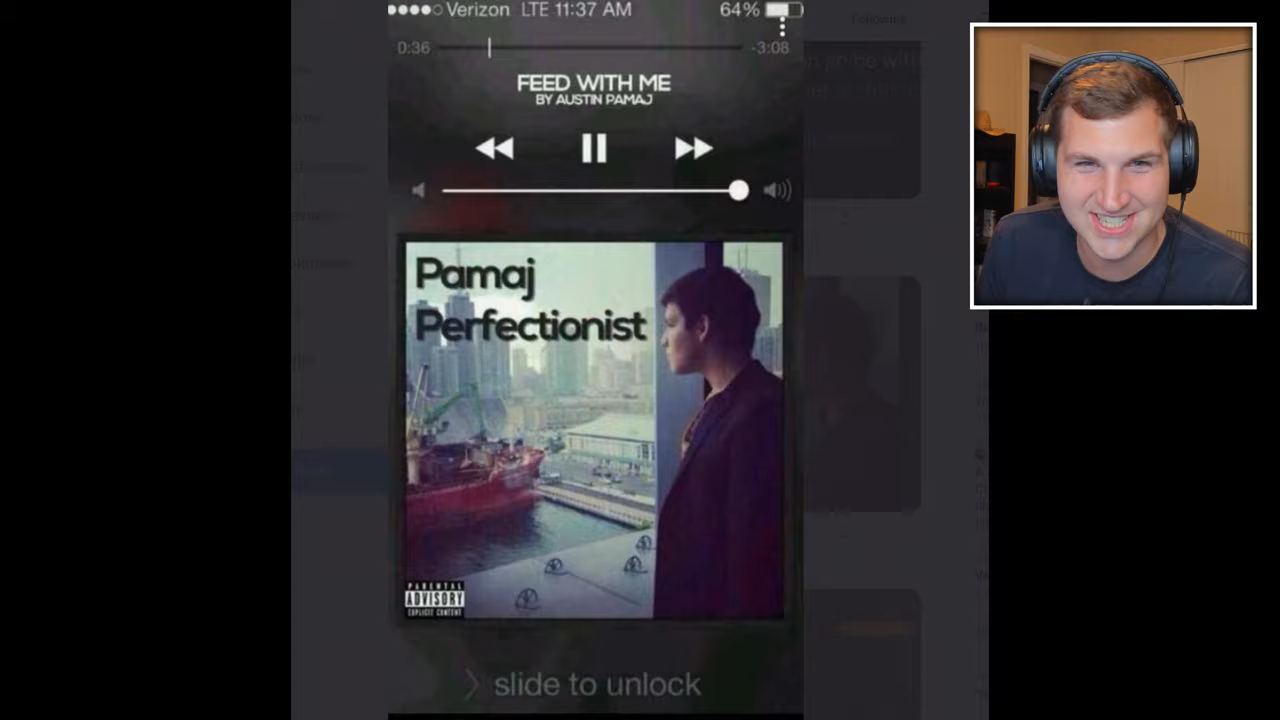 Verizon LTE 11:37 AM 64%
0:36 -3:08
FEED WITH ME
BY AUSTIN PAMAJ
Pamaj
Perfectionist
PARENTAL
ADVISORY
EXPLICIT CONTENT
slide to unlock
Followers